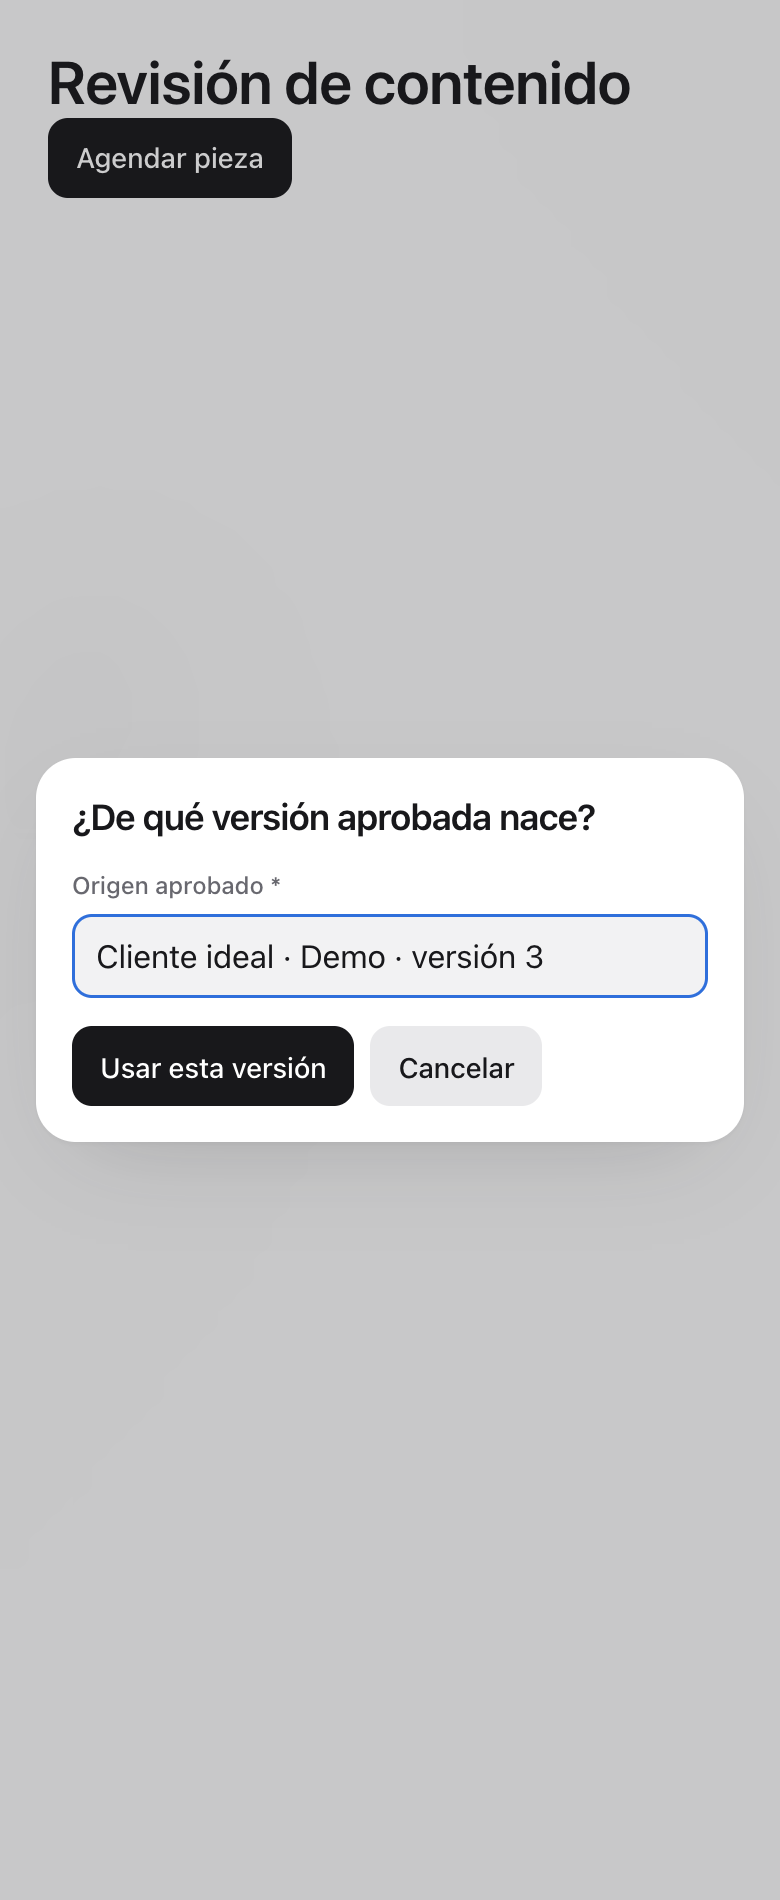 Revisión de contenido
Agendar pieza
¿De qué versión aprobada nace?
Origen aprobado *
Cliente ideal · Demo · versión 3
Usar esta versión
Cancelar